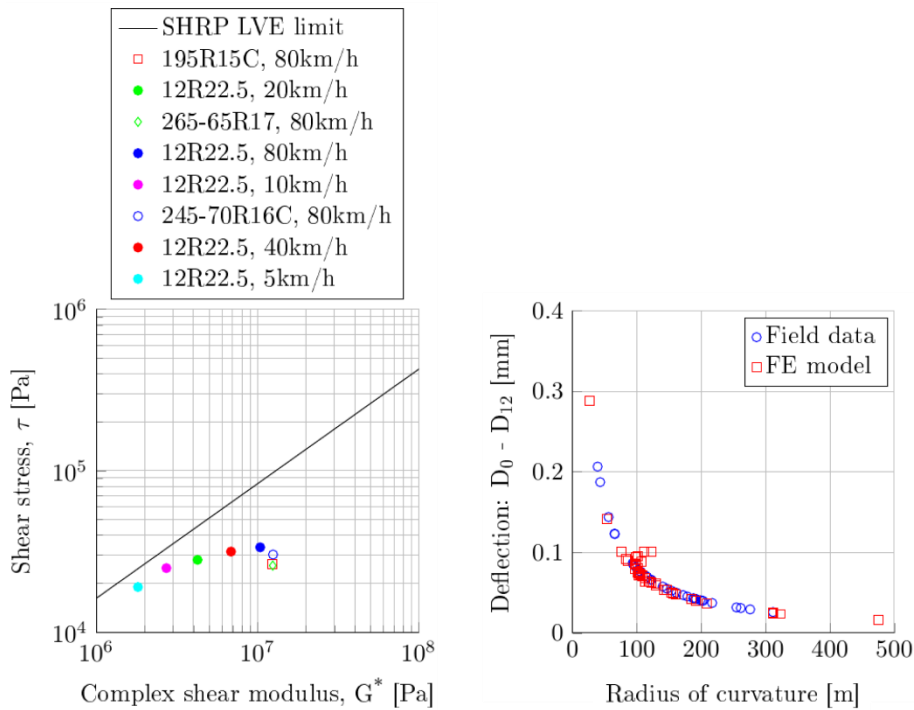 SHRP LVE limit
195R15C, 80km/h
12R22.5, 20km/h
265-65R17, 80km/h
12R22.5, 80km/h
12R22.5, 10km/h
245-70R16C, 80km/h
12R22.5, 40km/h
12R22.5, 5km/h
10^6
10^5
10^4
Shear stress, τ [Pa]
10^6 10^7 10^8
Complex shear modulus, G* [Pa]
Field data
FE model
0.4
0.3
0.2
0.1
0
Deflection: D_0 - D_12 [mm]
0 100 200 300 400 500
Radius of curvature [m]